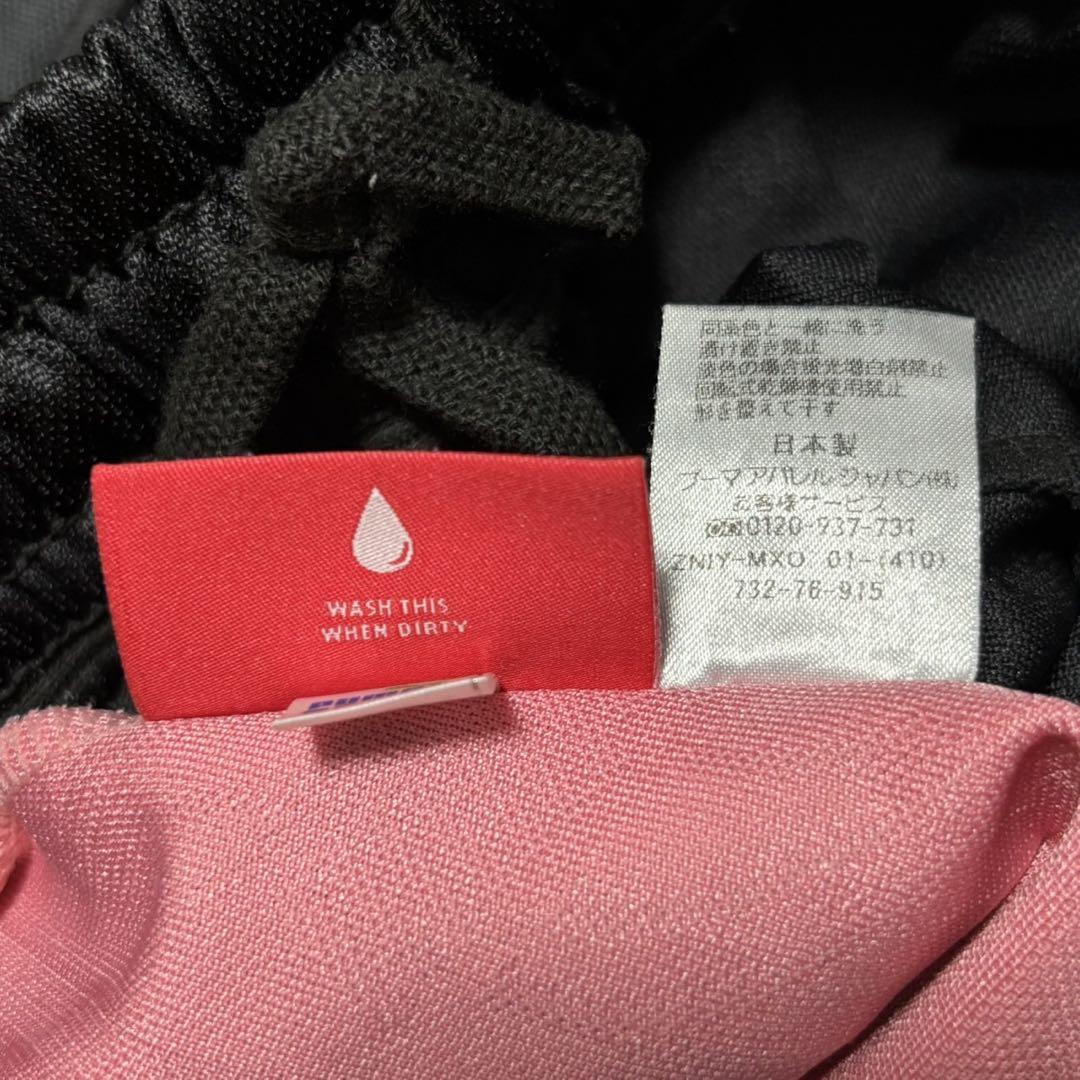 WASH THIS
WHEN DIRTY
同系色と一緒に洗う
漬け置き禁止
淡色の場合蛍光増白剤禁止
回転式乾燥機使用禁止
形を整えて干す
日本製
プーマアパレルジャパン(株)
お客様サービス
0120-937-731
ZNIY-MXO 01-(410)
732-76-915